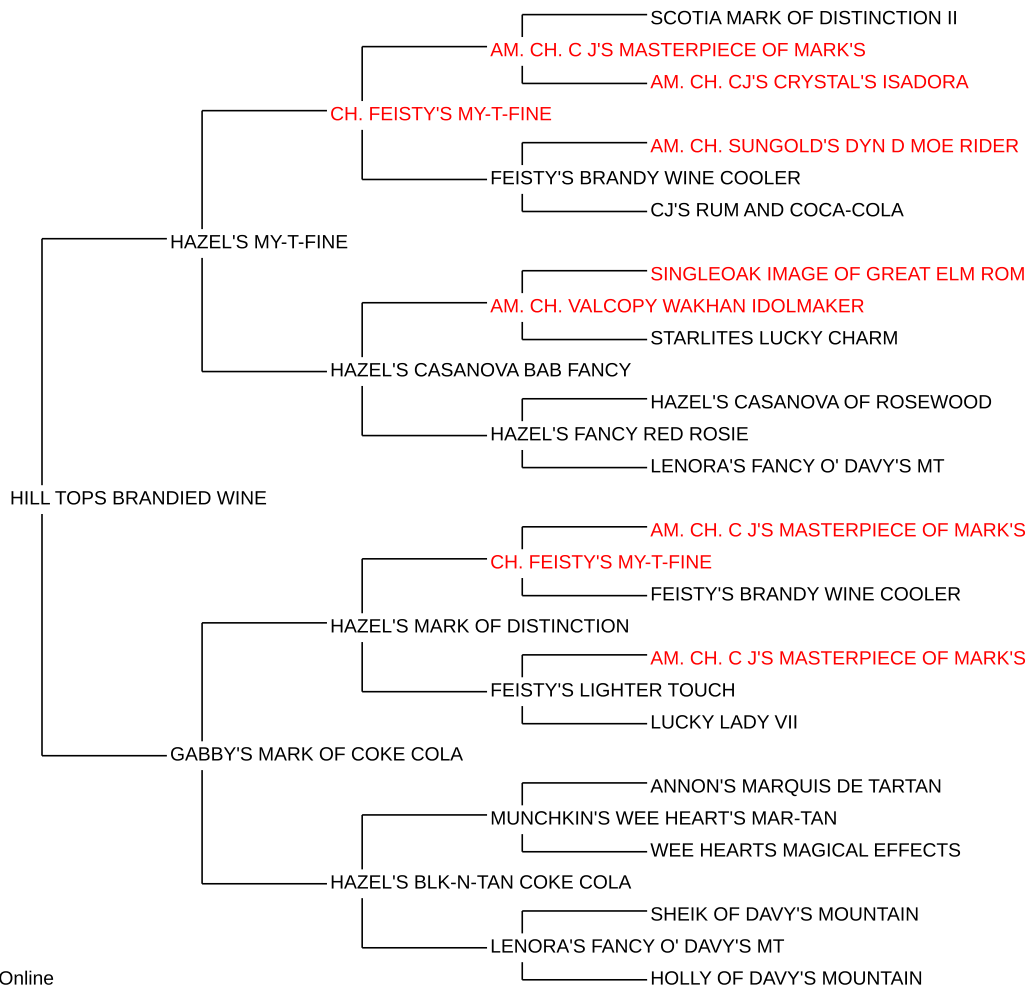 SCOTIA MARK OF DISTINCTION II
AM. CH. C J'S MASTERPIECE OF MARK'S
AM. CH. CJ'S CRYSTAL'S ISADORA
CH. FEISTY'S MY-T-FINE
AM. CH. SUNGOLD'S DYN D MOE RIDER
FEISTY'S BRANDY WINE COOLER
CJ'S RUM AND COCA-COLA
HAZEL'S MY-T-FINE
SINGLEOAK IMAGE OF GREAT ELM ROM
AM. CH. VALCOPY WAKHAN IDOLMAKER
STARLITES LUCKY CHARM
HAZEL'S CASANOVA BAB FANCY
HAZEL'S CASANOVA OF ROSEWOOD
HAZEL'S FANCY RED ROSIE
LENORA'S FANCY O' DAVY'S MT
HILL TOPS BRANDIED WINE
AM. CH. C J'S MASTERPIECE OF MARK'S
CH. FEISTY'S MY-T-FINE
FEISTY'S BRANDY WINE COOLER
HAZEL'S MARK OF DISTINCTION
AM. CH. C J'S MASTERPIECE OF MARK'S
FEISTY'S LIGHTER TOUCH
LUCKY LADY VII
GABBY'S MARK OF COKE COLA
ANNON'S MARQUIS DE TARTAN
MUNCHKIN'S WEE HEART'S MAR-TAN
WEE HEARTS MAGICAL EFFECTS
HAZEL'S BLK-N-TAN COKE COLA
SHEIK OF DAVY'S MOUNTAIN
LENORA'S FANCY O' DAVY'S MT
HOLLY OF DAVY'S MOUNTAIN
Online